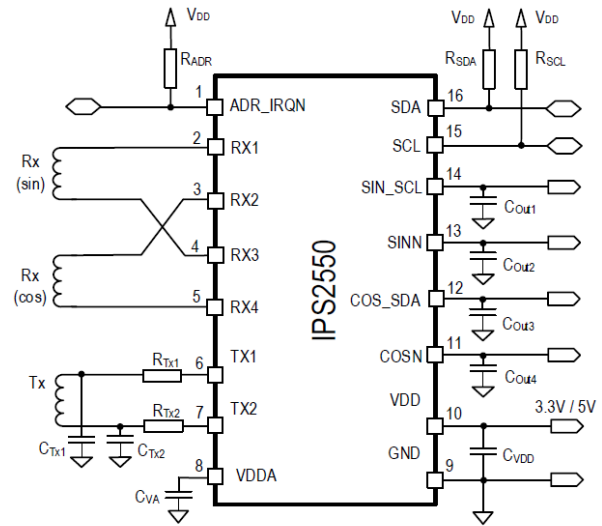 VDD
VDD
VDD
RADR
RSDA
RSCL
1
ADR_IRQN
SDA
16
2
RX1
SCL
15
Rx
(sin)
3
RX2
SIN_SCL
14
COut1
4
RX3
SINN
13
COut2
Rx
(cos)
5
RX4
COS_SDA
12
COut3
IPS2550
Tx
RTx1
6
TX1
COSN
11
COut4
RTx2
7
TX2
VDD
10
3.3V / 5V
CTx1
CTx2
8
VDDA
GND
9
CVDD
CVA